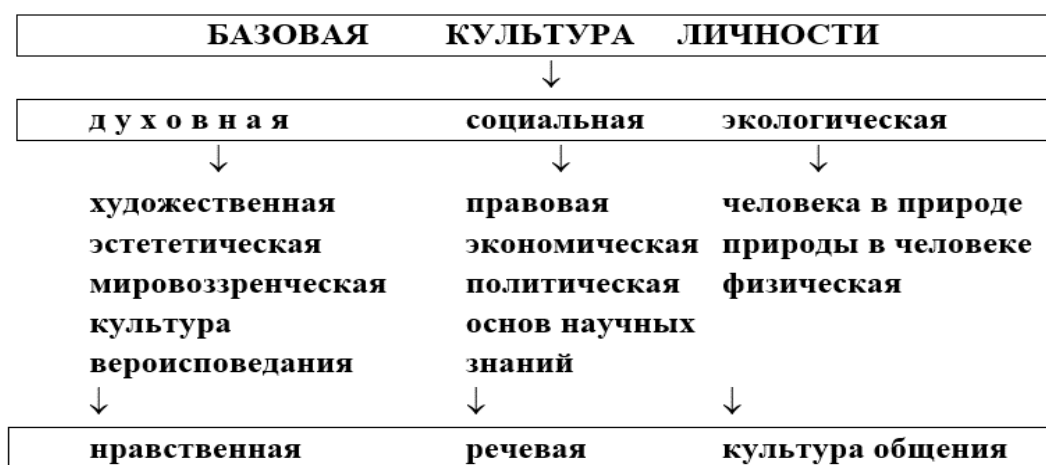 БАЗОВАЯ КУЛЬТУРА ЛИЧНОСТИ
↓
д у х о в н а я социальная экологическая
↓ ↓ ↓
художественная правовая человека в природе
эстететическая экономическая природы в человеке
мировоззренческая политическая физическая
культура основ научных
вероисповедания знаний
↓ ↓ ↓
нравственная речевая культура общения